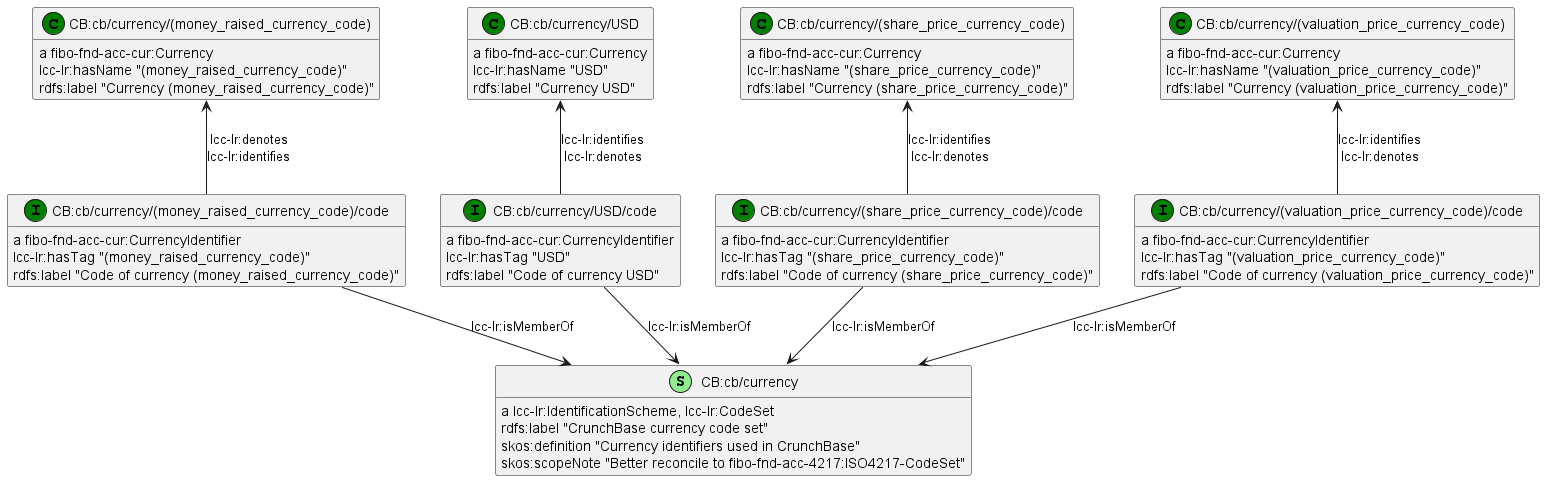 C CB:cb/currency/(money_raised_currency_code)
a fibo-fnd-acc-cur:Currency
lcc-lr:hasName "(money_raised_currency_code)"
rdfs:label "Currency (money_raised_currency_code)"
C CB:cb/currency/USD
a fibo-fnd-acc-cur:Currency
lcc-lr:hasName "USD"
rdfs:label "Currency USD"
C CB:cb/currency/(share_price_currency_code)
a fibo-fnd-acc-cur:Currency
lcc-lr:hasName "(share_price_currency_code)"
rdfs:label "Currency (share_price_currency_code)"
C CB:cb/currency/(valuation_price_currency_code)
a fibo-fnd-acc-cur:Currency
lcc-lr:hasName "(valuation_price_currency_code)"
rdfs:label "Currency (valuation_price_currency_code)"
lcc-lr:denotes
lcc-lr:identifies
lcc-lr:identifies
lcc-lr:denotes
lcc-lr:identifies
lcc-lr:denotes
lcc-lr:identifies
lcc-lr:denotes
I CB:cb/currency/(money_raised_currency_code)/code
a fibo-fnd-acc-cur:CurrencyIdentifier
lcc-lr:hasTag "(money_raised_currency_code)"
rdfs:label "Code of currency (money_raised_currency_code)"
I CB:cb/currency/USD/code
a fibo-fnd-acc-cur:CurrencyIdentifier
lcc-lr:hasTag "USD"
rdfs:label "Code of currency USD"
I CB:cb/currency/(share_price_currency_code)/code
a fibo-fnd-acc-cur:CurrencyIdentifier
lcc-lr:hasTag "(share_price_currency_code)"
rdfs:label "Code of currency (share_price_currency_code)"
I CB:cb/currency/(valuation_price_currency_code)/code
a fibo-fnd-acc-cur:CurrencyIdentifier
lcc-lr:hasTag "(valuation_price_currency_code)"
rdfs:label "Code of currency (valuation_price_currency_code)"
lcc-lr:isMemberOf
lcc-lr:isMemberOf
lcc-lr:isMemberOf
lcc-lr:isMemberOf
S CB:cb/currency
a lcc-lr:IdentificationScheme, lcc-lr:CodeSet
rdfs:label "CrunchBase currency code set"
skos:definition "Currency identifiers used in CrunchBase"
skos:scopeNote "Better reconcile to fibo-fnd-acc-4217:ISO4217-CodeSet"